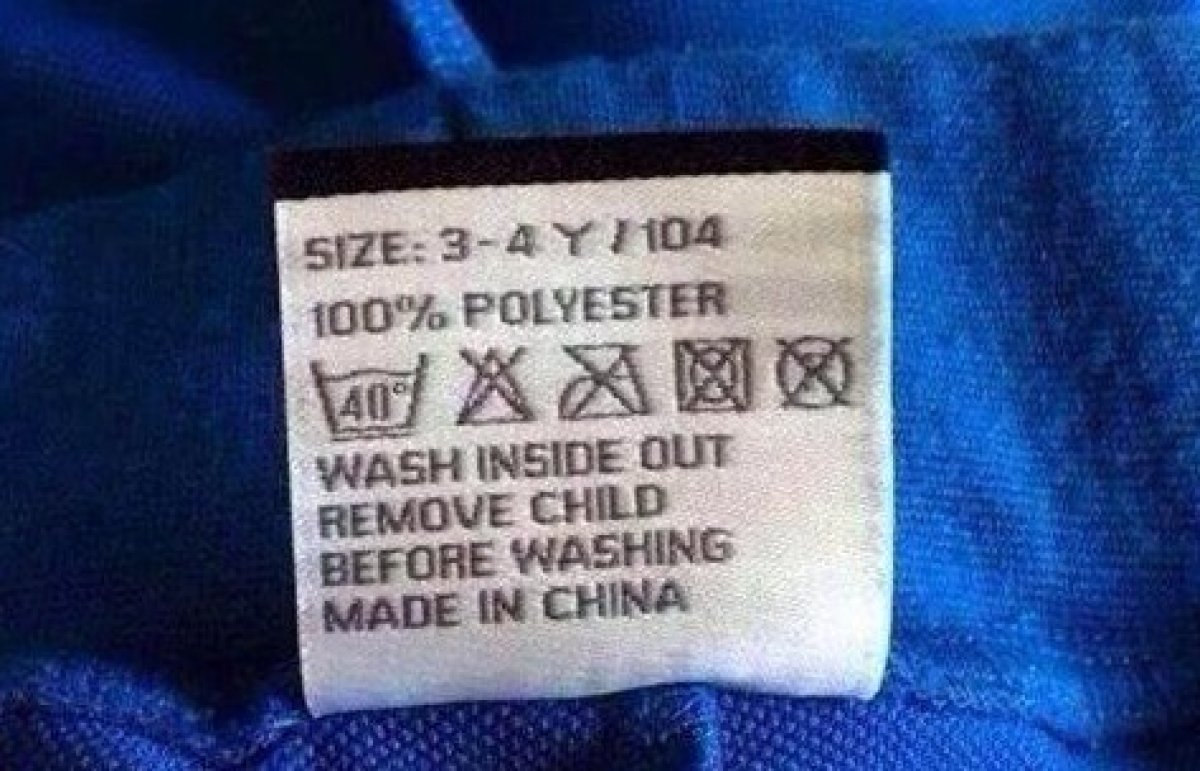 SIZE: 3-4 Y / 104
100% POLYESTER
40°
WASH INSIDE OUT
REMOVE CHILD
BEFORE WASHING
MADE IN CHINA